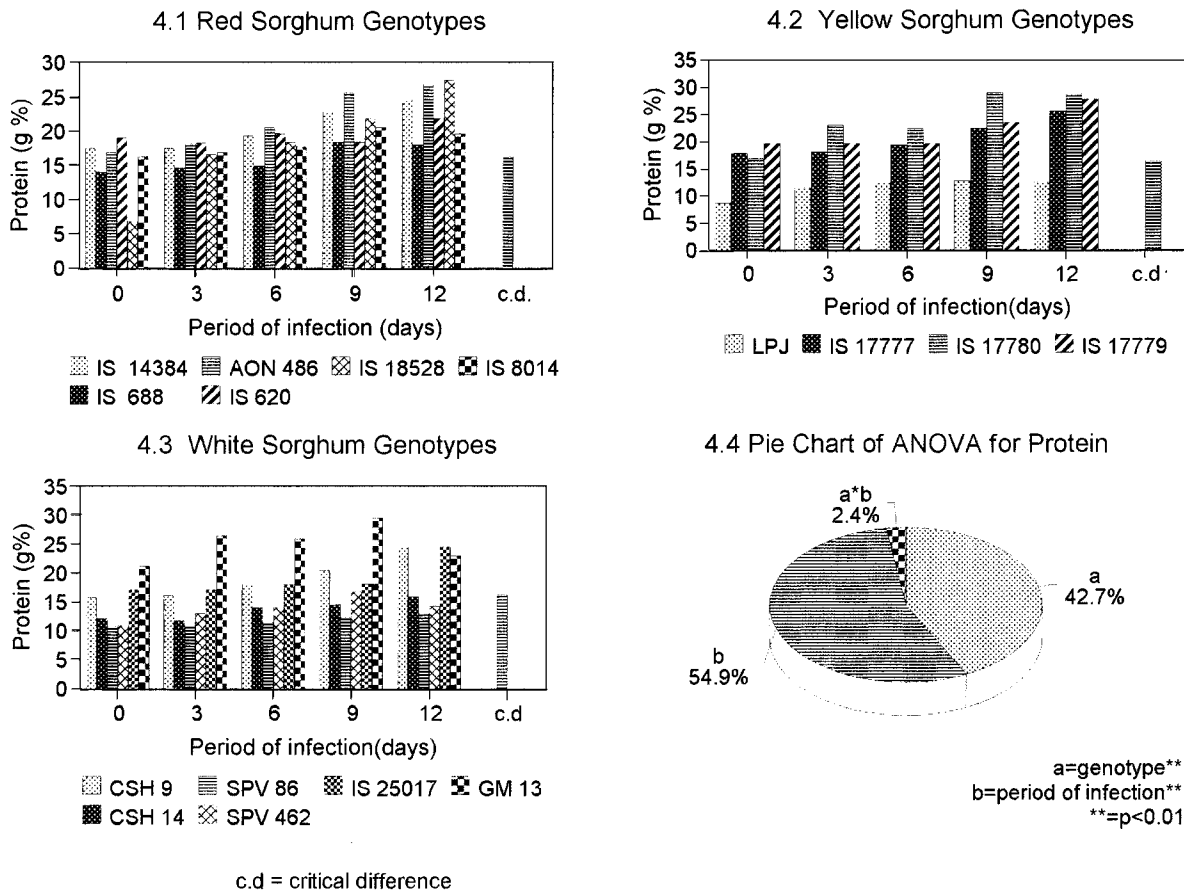 4.1 Red Sorghum Genotypes
Protein (g %)
30
25
20
15
10
5
0
0 3 6 9 12 c.d.
Period of infection (days)
IS 14384 AON 486 IS 18528 IS 8014
IS 688 IS 620
4.2 Yellow Sorghum Genotypes
Protein (g %)
35
30
25
20
15
10
5
0
0 3 6 9 12 c.d
Period of infection(days)
LPJ IS 17777 IS 17780 IS 17779
4.3 White Sorghum Genotypes
Protein (g%)
35
30
25
20
15
10
5
0
0 3 6 9 12 c.d
Period of infection(days)
CSH 9 SPV 86 IS 25017 GM 13
CSH 14 SPV 462
4.4 Pie Chart of ANOVA for Protein
a*b
2.4%
a
42.7%
b
54.9%
a=genotype**
b=period of infection**
**=p<0.01
c.d = critical difference